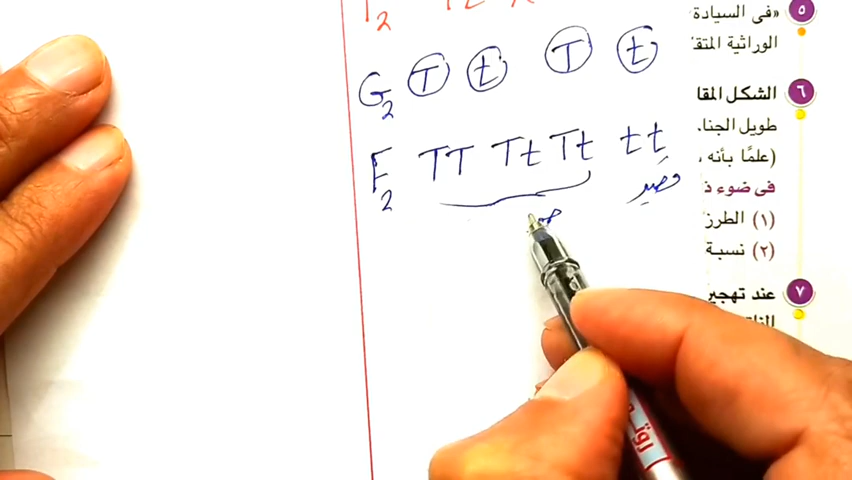 ٥ «فى السيادة
الوراثية المتق
G2 T t T t
٦ الشكل المقا
طويل الجنا
F2 TT Tt Tt tt
(علمًا بأنه
قصير
فى ضوء ذ
(١) الطرز
(٢) نسبة
٧ عند تهجين